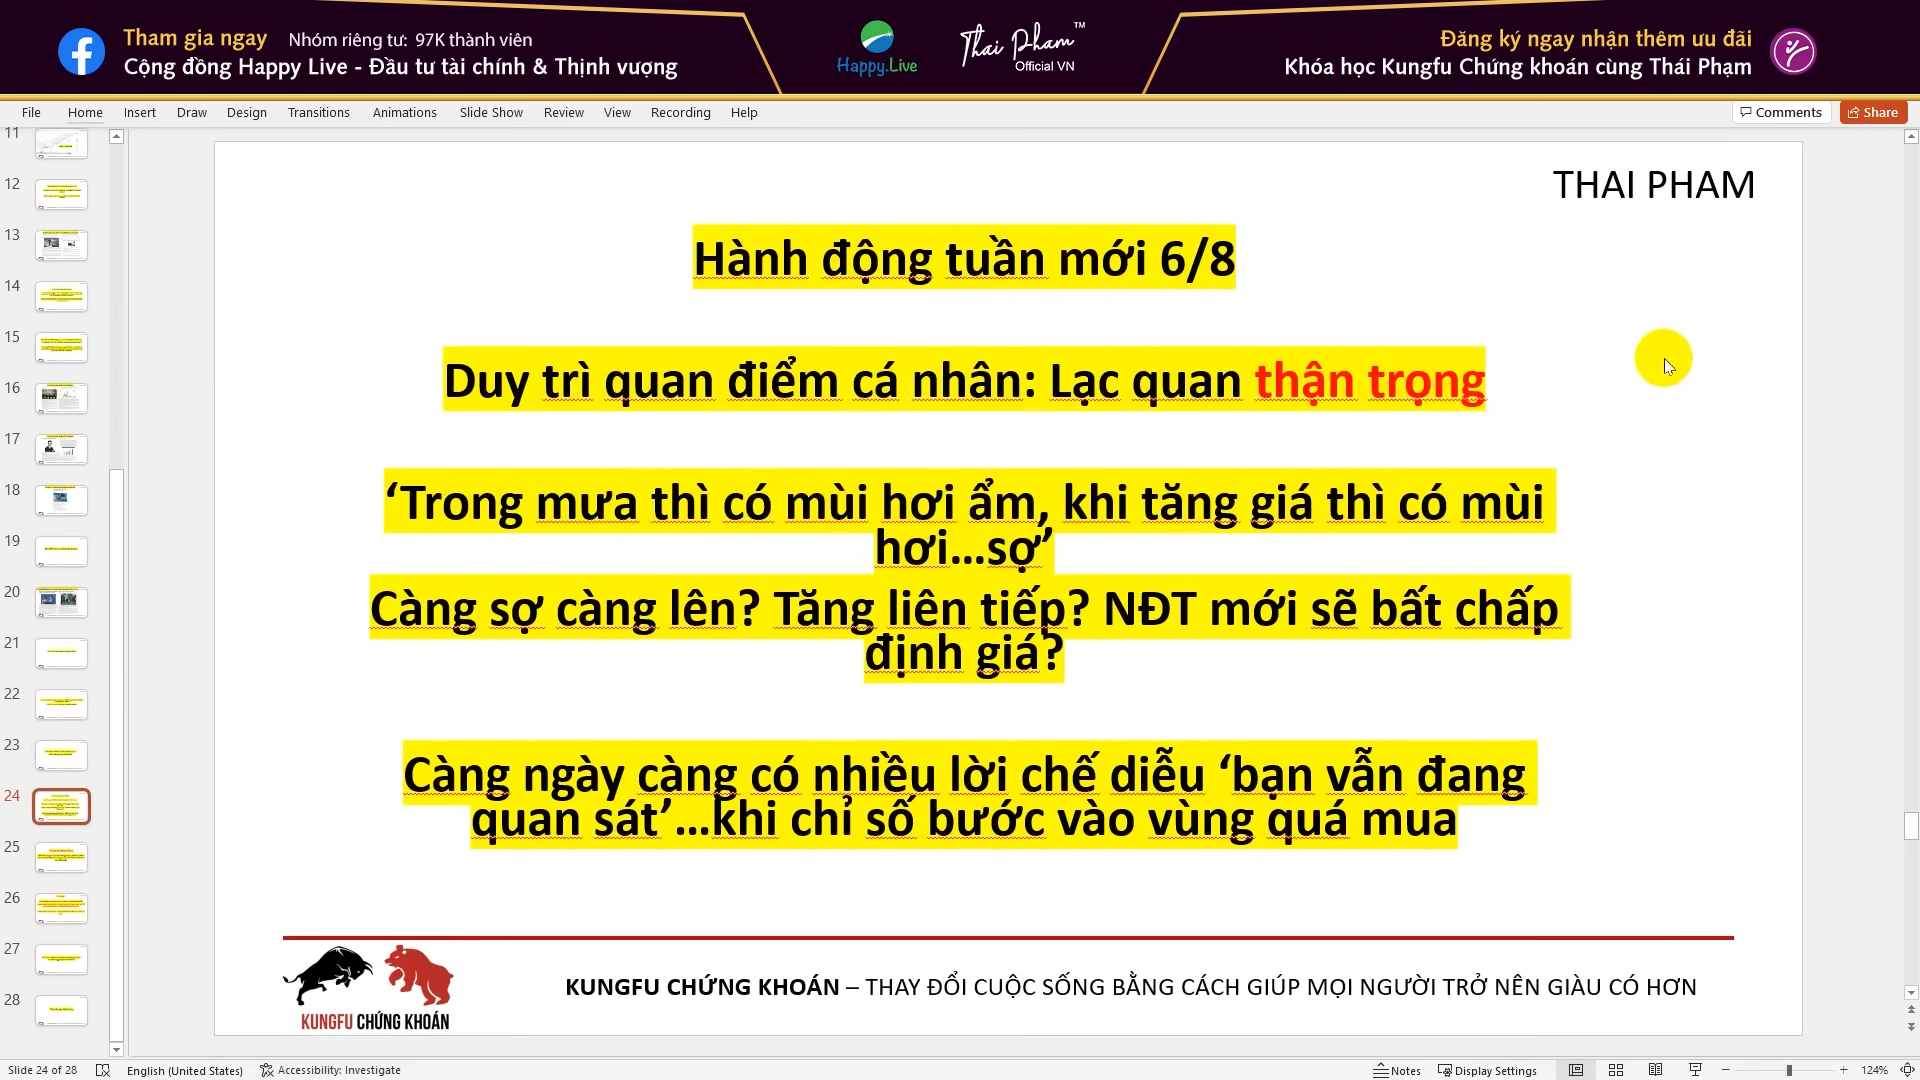 Tham gia ngay Nhóm riêng tư: 97K thành viên
Cộng đồng Happy Live - Đầu tư tài chính & Thịnh vượng
Happy.Live
Thai Pham™
Official VN
Đăng ký ngay nhận thêm ưu đãi
Khóa học Kungfu Chứng khoán cùng Thái Phạm
File Home Insert Draw Design Transitions Animations Slide Show Review View Recording Help
Comments Share
11
12
13
14
15
16
17
18
19
20
21
22
23
24
25
26
27
28
THAI PHAM
Hành động tuần mới 6/8
Duy trì quan điểm cá nhân: Lạc quan thận trọng
‘Trong mưa thì có mùi hơi ẩm, khi tăng giá thì có mùi
hơi...sợ’
Càng sợ càng lên? Tăng liên tiếp? NĐT mới sẽ bất chấp
định giá?
Càng ngày càng có nhiều lời chế diễu ‘bạn vẫn đang
quan sát’...khi chỉ số bước vào vùng quá mua
KUNGFU CHỨNG KHOÁN
KUNGFU CHỨNG KHOÁN – THAY ĐỔI CUỘC SỐNG BẰNG CÁCH GIÚP MỌI NGƯỜI TRỞ NÊN GIÀU CÓ HƠN
Slide 24 of 28 English (United States) Accessibility: Investigate
Notes Display Settings 124%